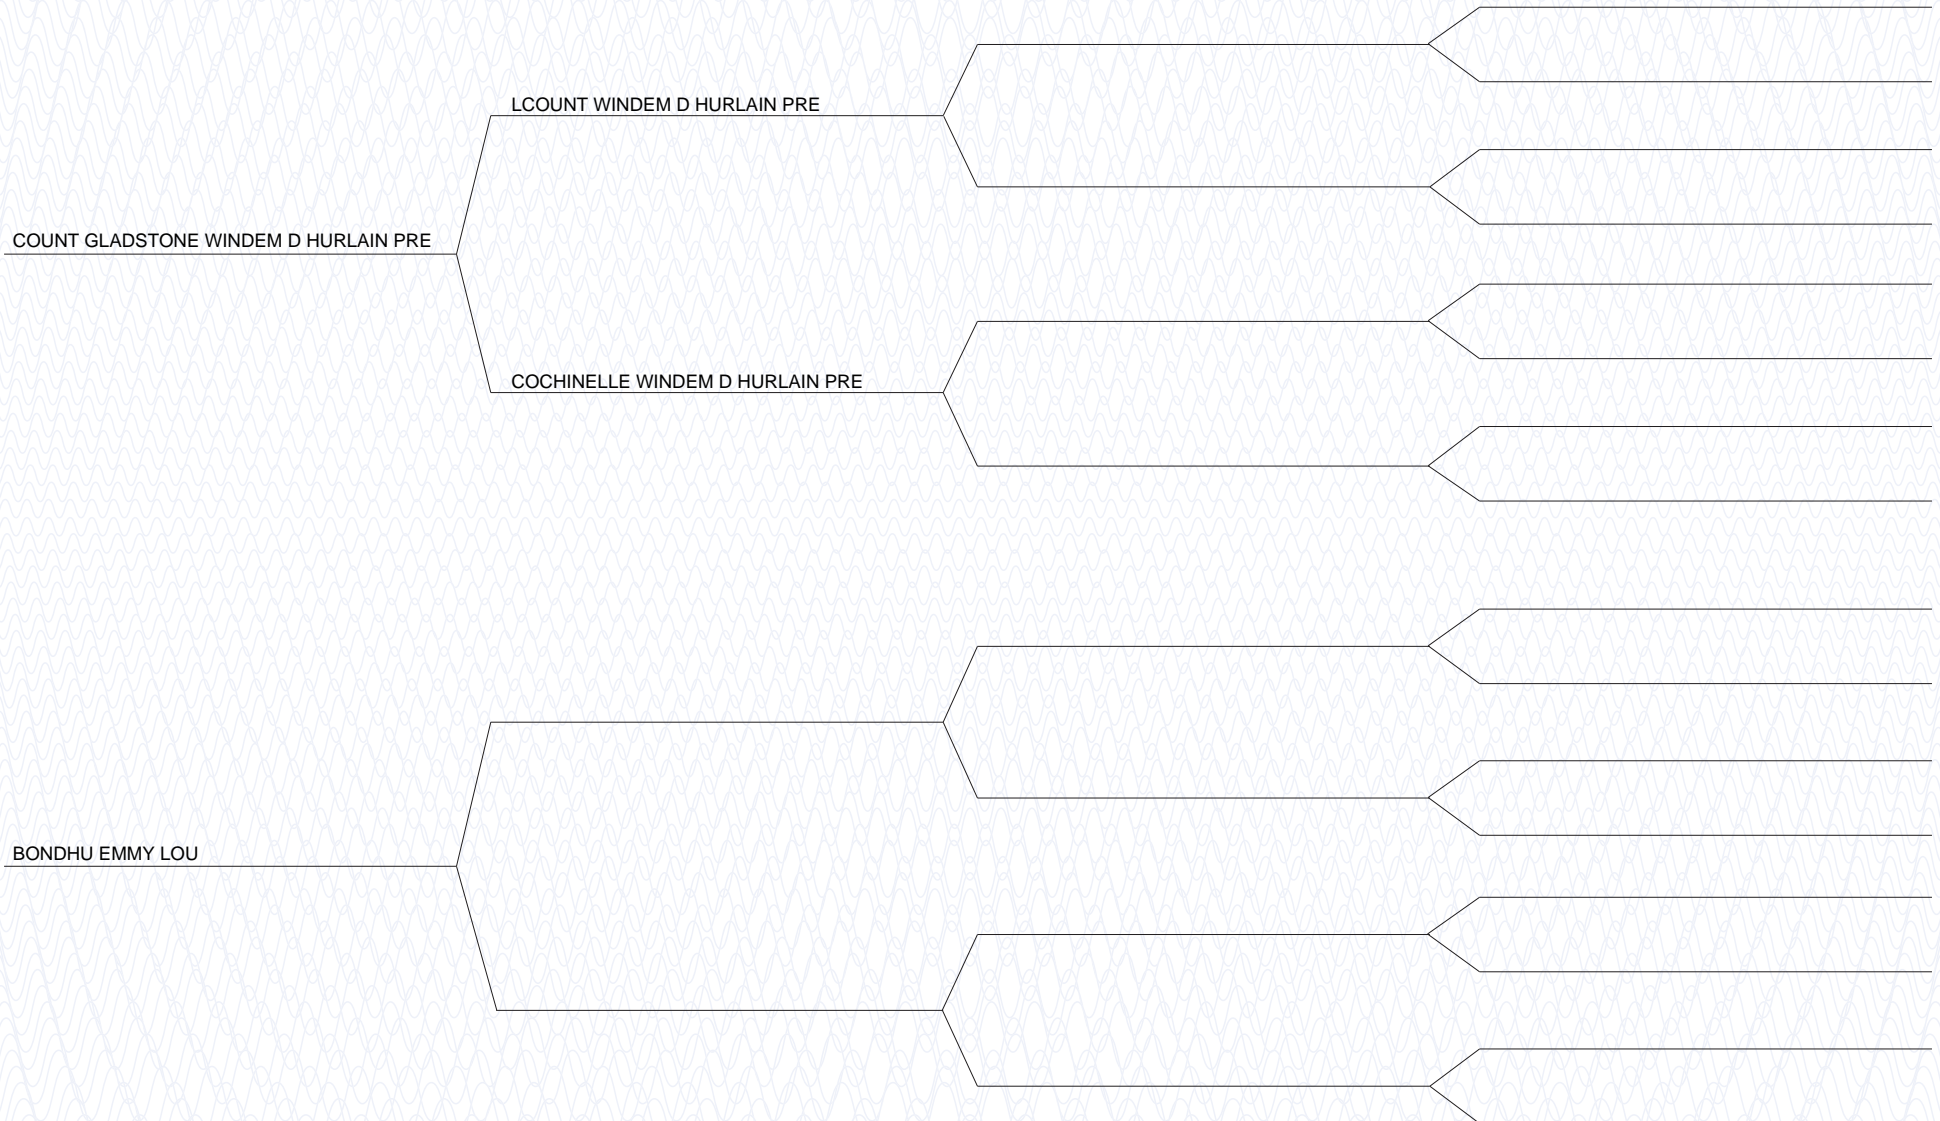 LCOUNT WINDEM D HURLAIN PRE
COUNT GLADSTONE WINDEM D HURLAIN PRE
COCHINELLE WINDEM D HURLAIN PRE
BONDHU EMMY LOU